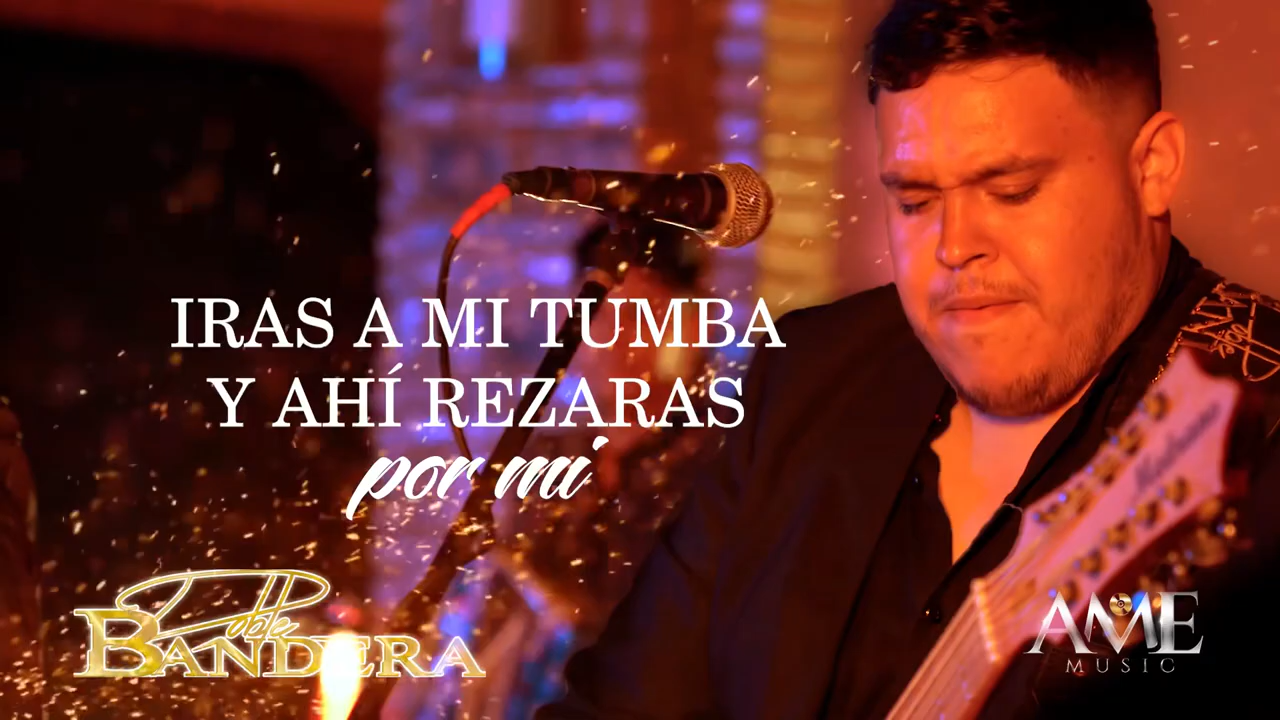 IRAS A MI TUMBA
Y AHÍ REZARAS
por mi
Doble
BANDERA
AME
MUSIC